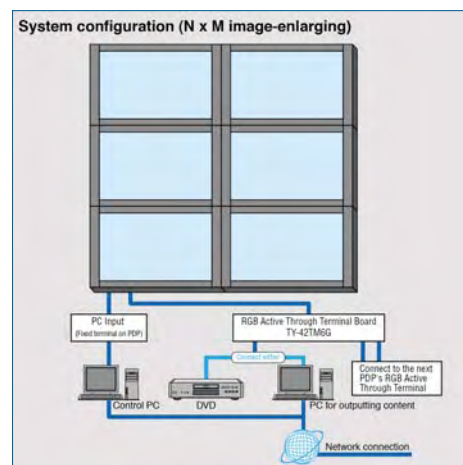 System configuration (N x M image-enlarging)
PC Input
(Fixed terminal on PDP)
RGB Active Through Terminal Board
TY-42TM6G
Connect either
Connect to the next
PDP's RGB Active
Through Terminal
Control PC
DVD
PC for outputting content
Network connection